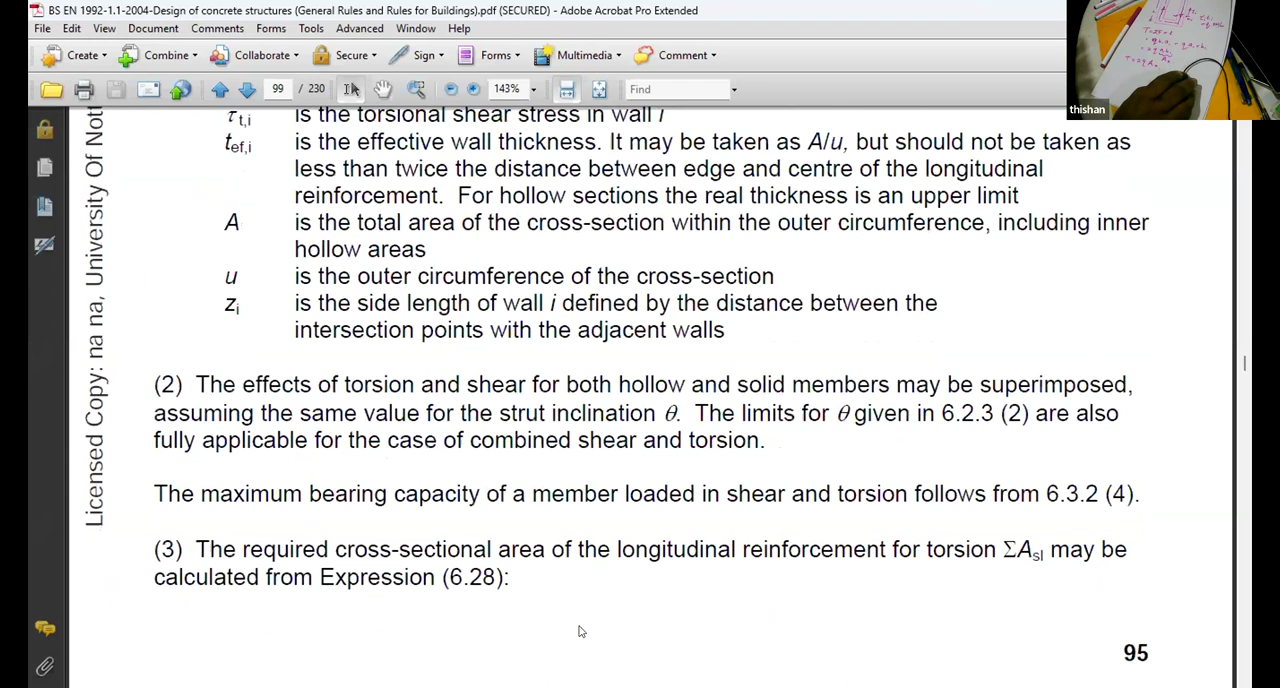 BS EN 1992-1.1-2004-Design of concrete structures (General Rules and Rules for Buildings).pdf (SECURED) - Adobe Acrobat Pro Extended
File Edit View Document Comments Forms Tools Advanced Window Help
Create Combine Collaborate Secure Sign Forms Multimedia Comment
99 / 230 143% Find
thishan
τt,i is the torsional shear stress in wall i
tef,i is the effective wall thickness. It may be taken as A/u, but should not be taken as
less than twice the distance between edge and centre of the longitudinal
reinforcement. For hollow sections the real thickness is an upper limit
A is the total area of the cross-section within the outer circumference, including inner
hollow areas
u is the outer circumference of the cross-section
zi is the side length of wall i defined by the distance between the
intersection points with the adjacent walls
(2) The effects of torsion and shear for both hollow and solid members may be superimposed,
assuming the same value for the strut inclination θ. The limits for θ given in 6.2.3 (2) are also
fully applicable for the case of combined shear and torsion.
The maximum bearing capacity of a member loaded in shear and torsion follows from 6.3.2 (4).
(3) The required cross-sectional area of the longitudinal reinforcement for torsion ΣAsl may be
calculated from Expression (6.28):
95
Licensed Copy: na na, University Of Nott